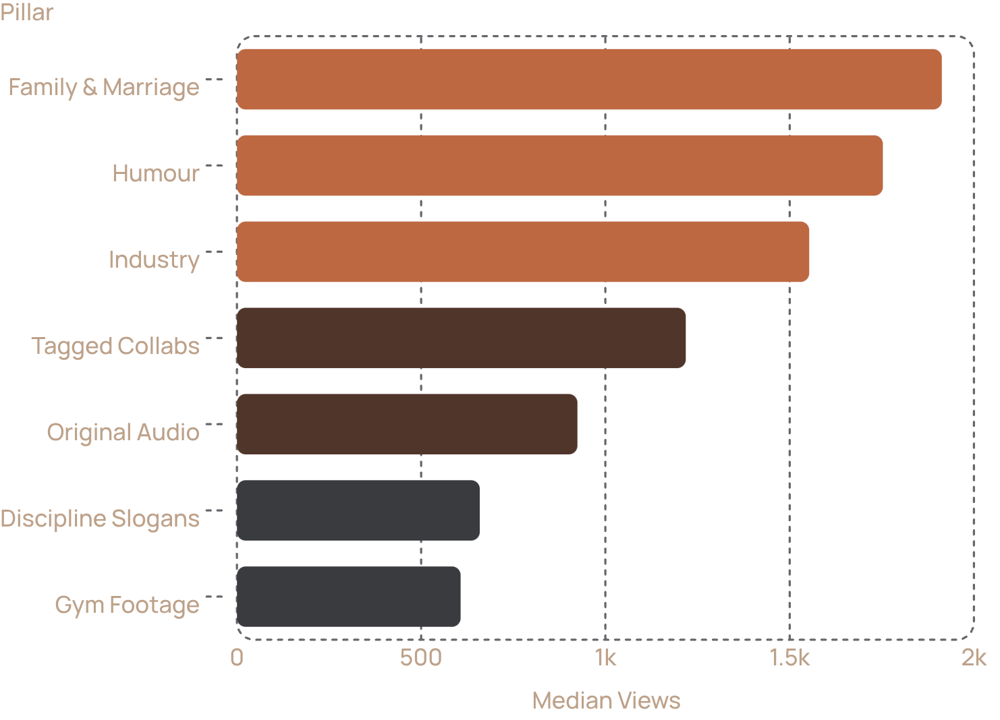 Pillar
Family & Marriage
Humour
Industry
Tagged Collabs
Original Audio
Discipline Slogans
Gym Footage
0 500 1k 1.5k 2k
Median Views